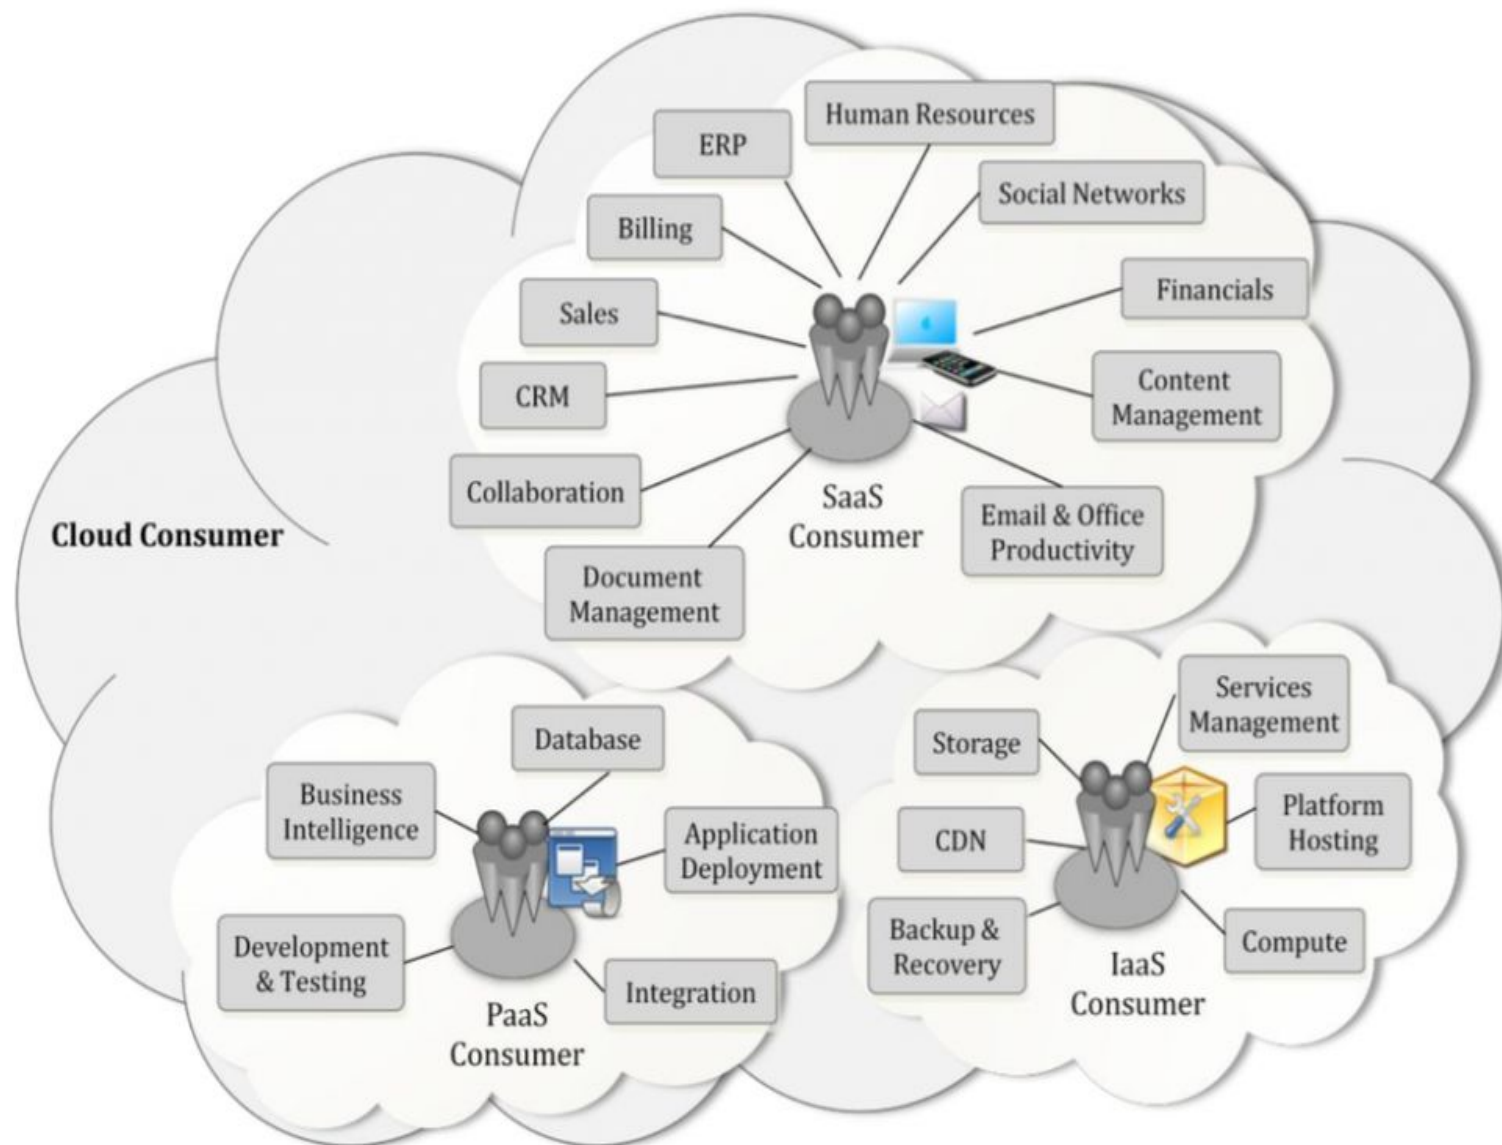 Human Resources
ERP
Social Networks
Billing
Financials
Sales
Content
Management
CRM
Collaboration
SaaS
Consumer
Email & Office
Productivity
Document
Management
Cloud Consumer
Database
Business
Intelligence
Application
Deployment
Development
& Testing
Integration
PaaS
Consumer
Services
Management
Storage
Platform
Hosting
CDN
Backup &
Recovery
Compute
IaaS
Consumer